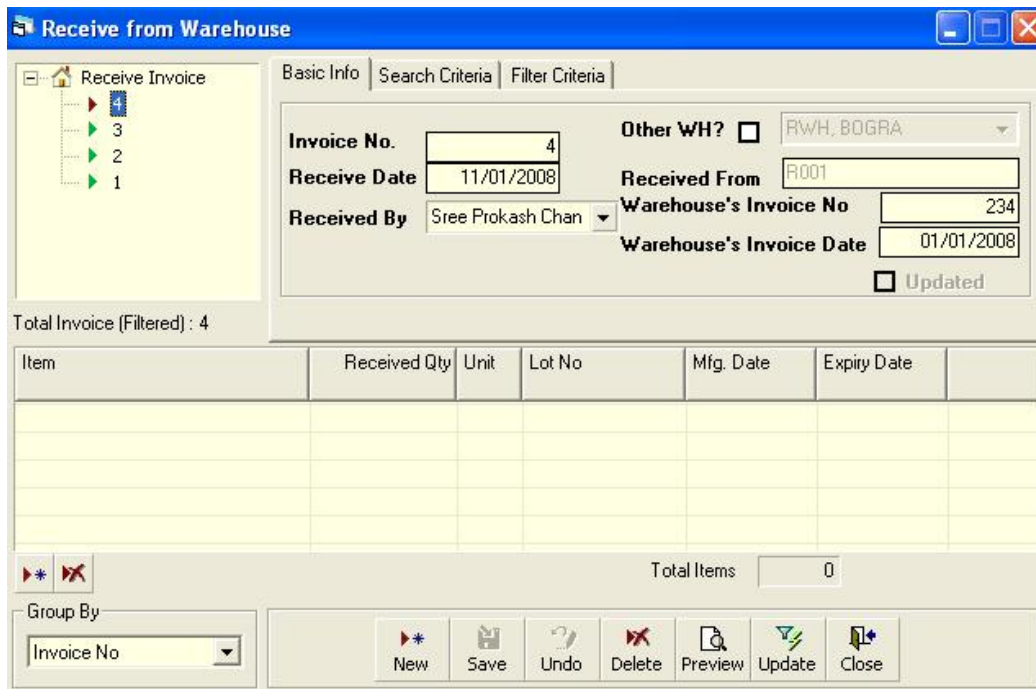 Receive from Warehouse
Receive Invoice
4
3
2
1
Total Invoice (Filtered) : 4
Basic Info Search Criteria Filter Criteria
Invoice No. 4
Receive Date 11/01/2008
Received By Sree Prokash Chan
Other WH? RWH, BOGRA
Received From R001
Warehouse's Invoice No 234
Warehouse's Invoice Date 01/01/2008
Updated
Item Received Qty Unit Lot No Mfg. Date Expiry Date
Total Items 0
Group By
Invoice No
New Save Undo Delete Preview Update Close